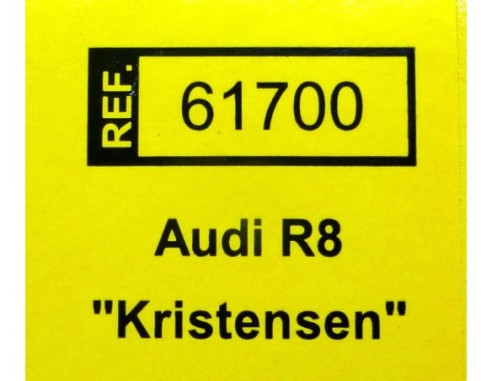 REF. 61700
Audi R8
"Kristensen"